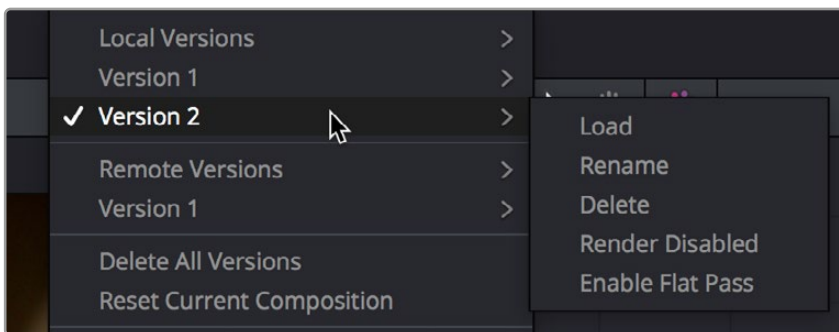 Local Versions
Version 1
Version 2
Remote Versions
Version 1
Delete All Versions
Reset Current Composition
Load
Rename
Delete
Render Disabled
Enable Flat Pass